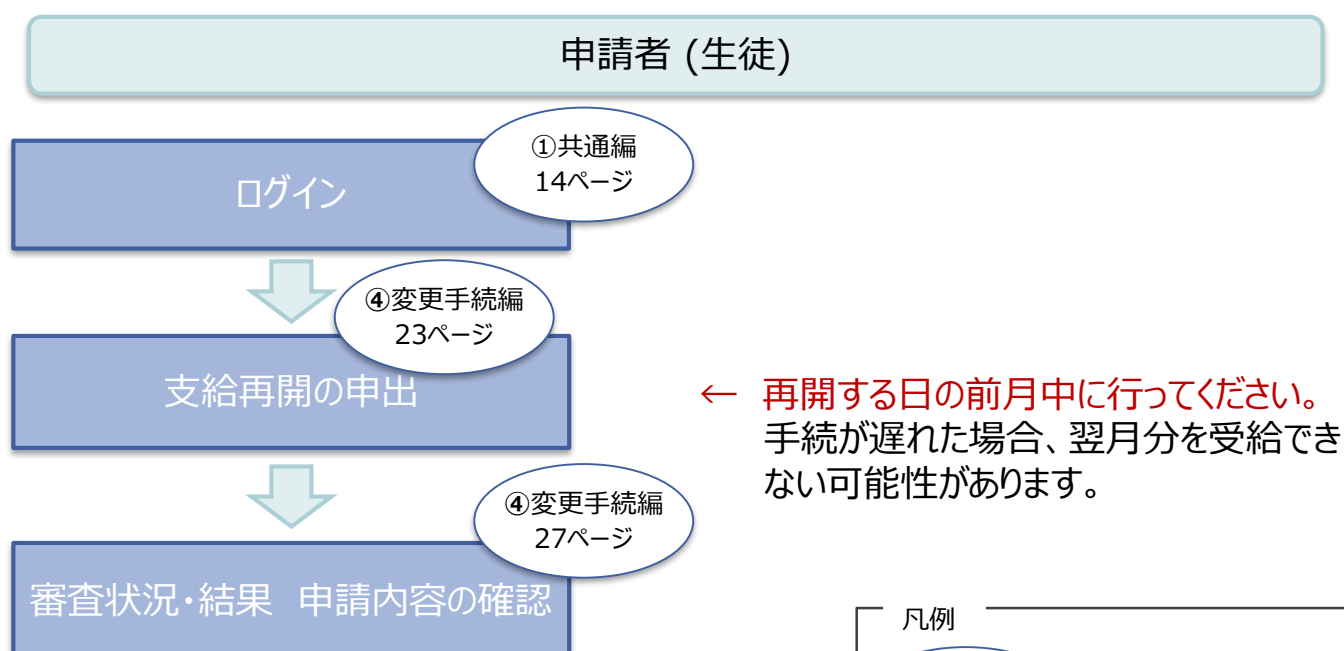 申請者 (生徒)
①共通編
14ページ
ログイン
④変更手続編
23ページ
支給再開の申出
← 再開する日の前月中に行ってください。
手続が遅れた場合、翌月分を受給でき
ない可能性があります。
④変更手続編
27ページ
審査状況・結果　申請内容の確認
凡例